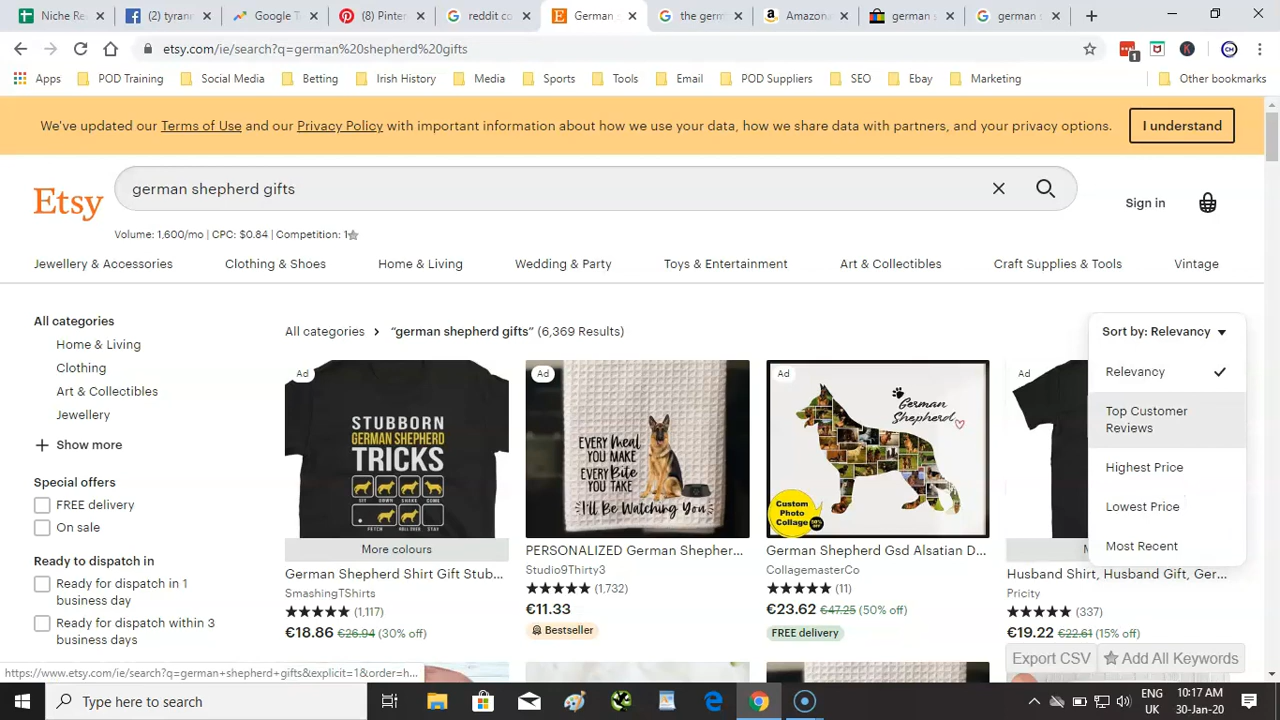 Niche Re
(2) tyrann
Google T
(8) Pinter
reddit co
German s
the germ
Amazon
german s
german s
etsy.com/ie/search?q=german%20shepherd%20gifts
1
CH
Apps
POD Training
Social Media
Betting
Irish History
Media
Sports
Tools
Email
POD Suppliers
SEO
Ebay
Marketing
Other bookmarks
We've updated our Terms of Use and our Privacy Policy with important information about how we use your data, how we share data with partners, and your privacy options.
I understand
Etsy
german shepherd gifts
Sign in
Volume: 1,600/mo | CPC: $0.84 | Competition: 1
Jewellery & Accessories
Clothing & Shoes
Home & Living
Wedding & Party
Toys & Entertainment
Art & Collectibles
Craft Supplies & Tools
Vintage
All categories
Home & Living
Clothing
Art & Collectibles
Jewellery
Show more
Special offers
FREE delivery
On sale
Ready to dispatch in
Ready for dispatch in 1
business day
Ready for dispatch within 3
business days
All categories > “german shepherd gifts” (6,369 Results)
Sort by: Relevancy
Relevancy
Top Customer
Reviews
Highest Price
Lowest Price
Most Recent
Ad
STUBBORN
GERMAN SHEPHERD
TRICKS
SIT DOWN SHAKE COME
FETCH ROLL OVER STAY
More colours
German Shepherd Shirt Gift Stub...
SmashingTShirts
★★★★★ (1,117)
€18.86 €26.94 (30% off)
Ad
EVERY Meal
YOU MAKE
EVERY Bite
YOU TAKE
I'll Be Watching You
PERSONALIZED German Shepher...
Studio9Thirty3
★★★★★ (1,732)
€11.33
Bestseller
Ad
German
Shepherd
Custom
Photo
Collage
German Shepherd Gsd Alsatian D...
CollagemasterCo
★★★★★ (11)
€23.62 €47.25 (50% off)
FREE delivery
Ad
M
Husband Shirt, Husband Gift, Ger...
Pricity
★★★★★ (337)
€19.22 €22.61 (15% off)
Export CSV
Add All Keywords
https://www.etsy.com/ie/search?q=german+shepherd+gifts&explicit=1&order=h...
Type here to search
ENG
UK
10:17 AM
30-Jan-20